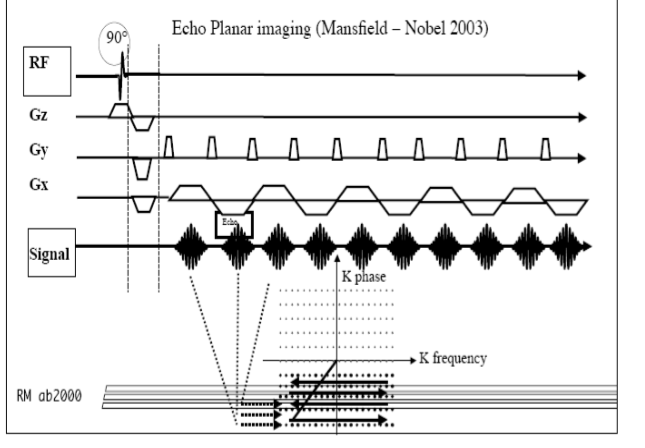 Echo Planar imaging (Mansfield – Nobel 2003)
90°
RF
Gz
Gy
Gx
Echo
Signal
K phase
K frequency
RM ab2000